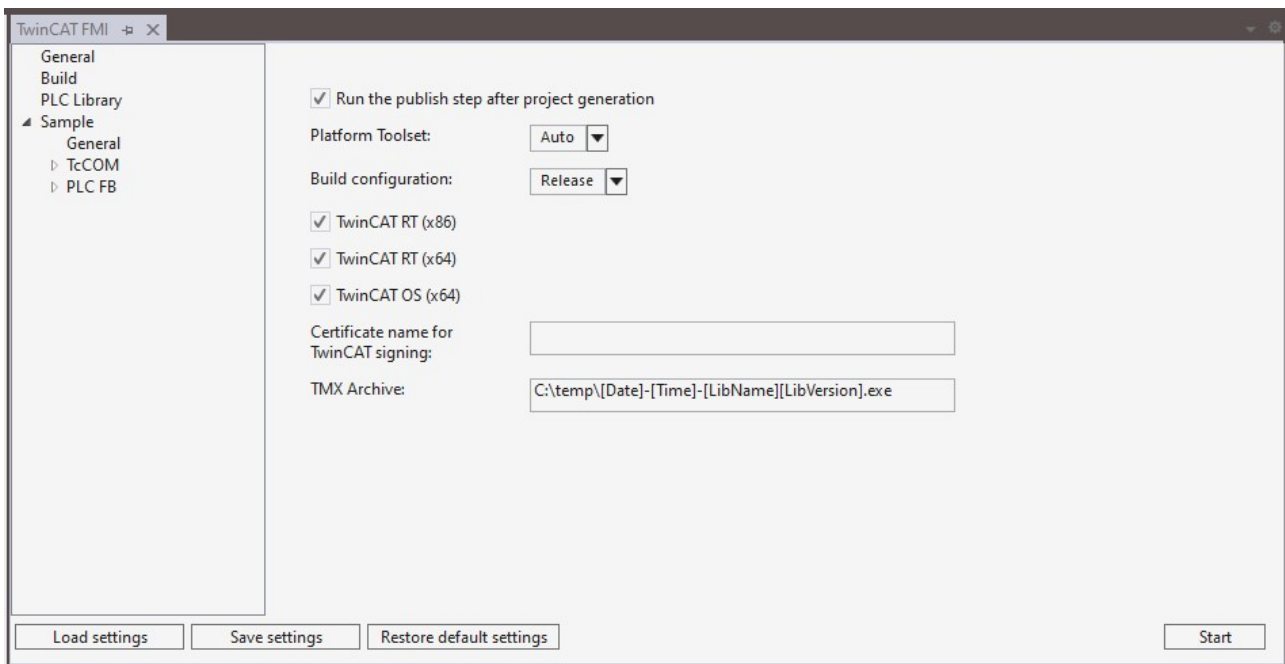 TwinCAT FMI
General
Build
PLC Library
Sample
General
TcCOM
PLC FB
Run the publish step after project generation
Platform Toolset:
Auto
Build configuration:
Release
TwinCAT RT (x86)
TwinCAT RT (x64)
TwinCAT OS (x64)
Certificate name for
TwinCAT signing:
TMX Archive:
C:\temp\[Date]-[Time]-[LibName][LibVersion].exe
Load settings
Save settings
Restore default settings
Start